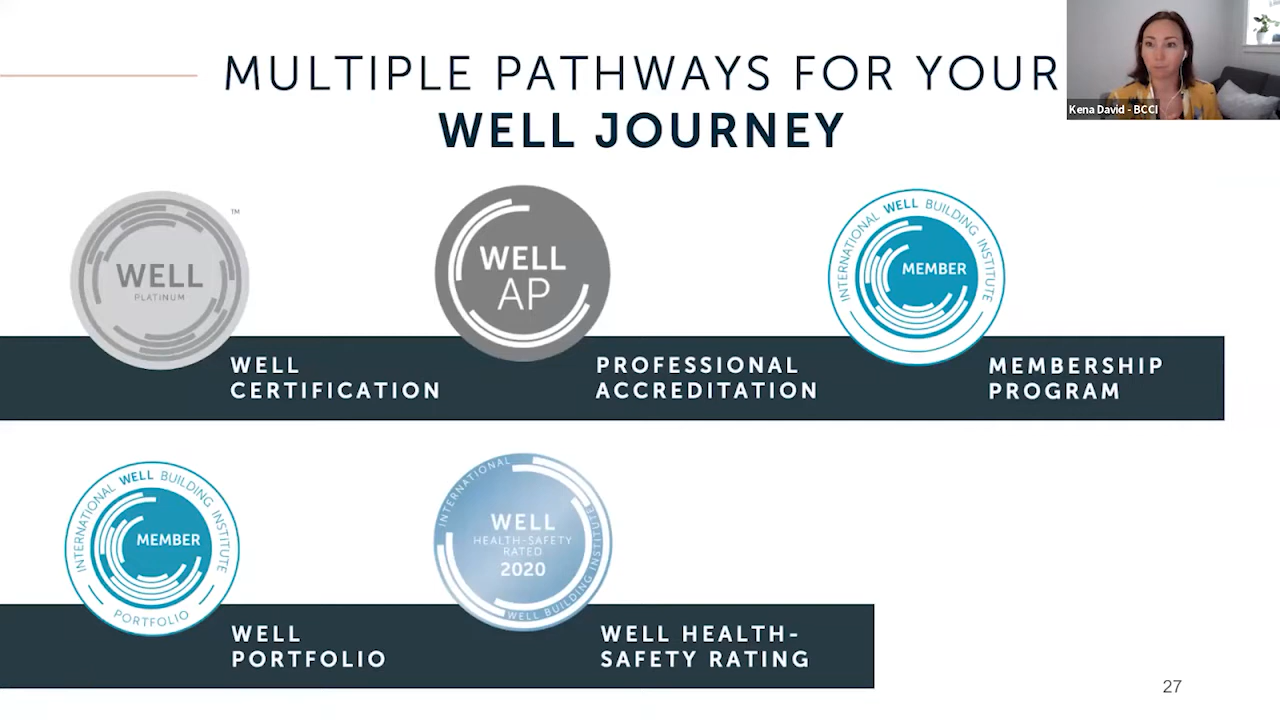 MULTIPLE PATHWAYS FOR YOUR
WELL JOURNEY
Kena David - BCCI
WELL
PLATINUM
™
WELL
AP
INTERNATIONAL WELL BUILDING INSTITUTE
MEMBER
WELL
CERTIFICATION
PROFESSIONAL
ACCREDITATION
MEMBERSHIP
PROGRAM
INTERNATIONAL WELL BUILDING INSTITUTE
MEMBER
PORTFOLIO
INTERNATIONAL
WELL BUILDING INSTITUTE
WELL
HEALTH-SAFETY
RATED
2020
WELL
PORTFOLIO
WELL HEALTH-
SAFETY RATING
27